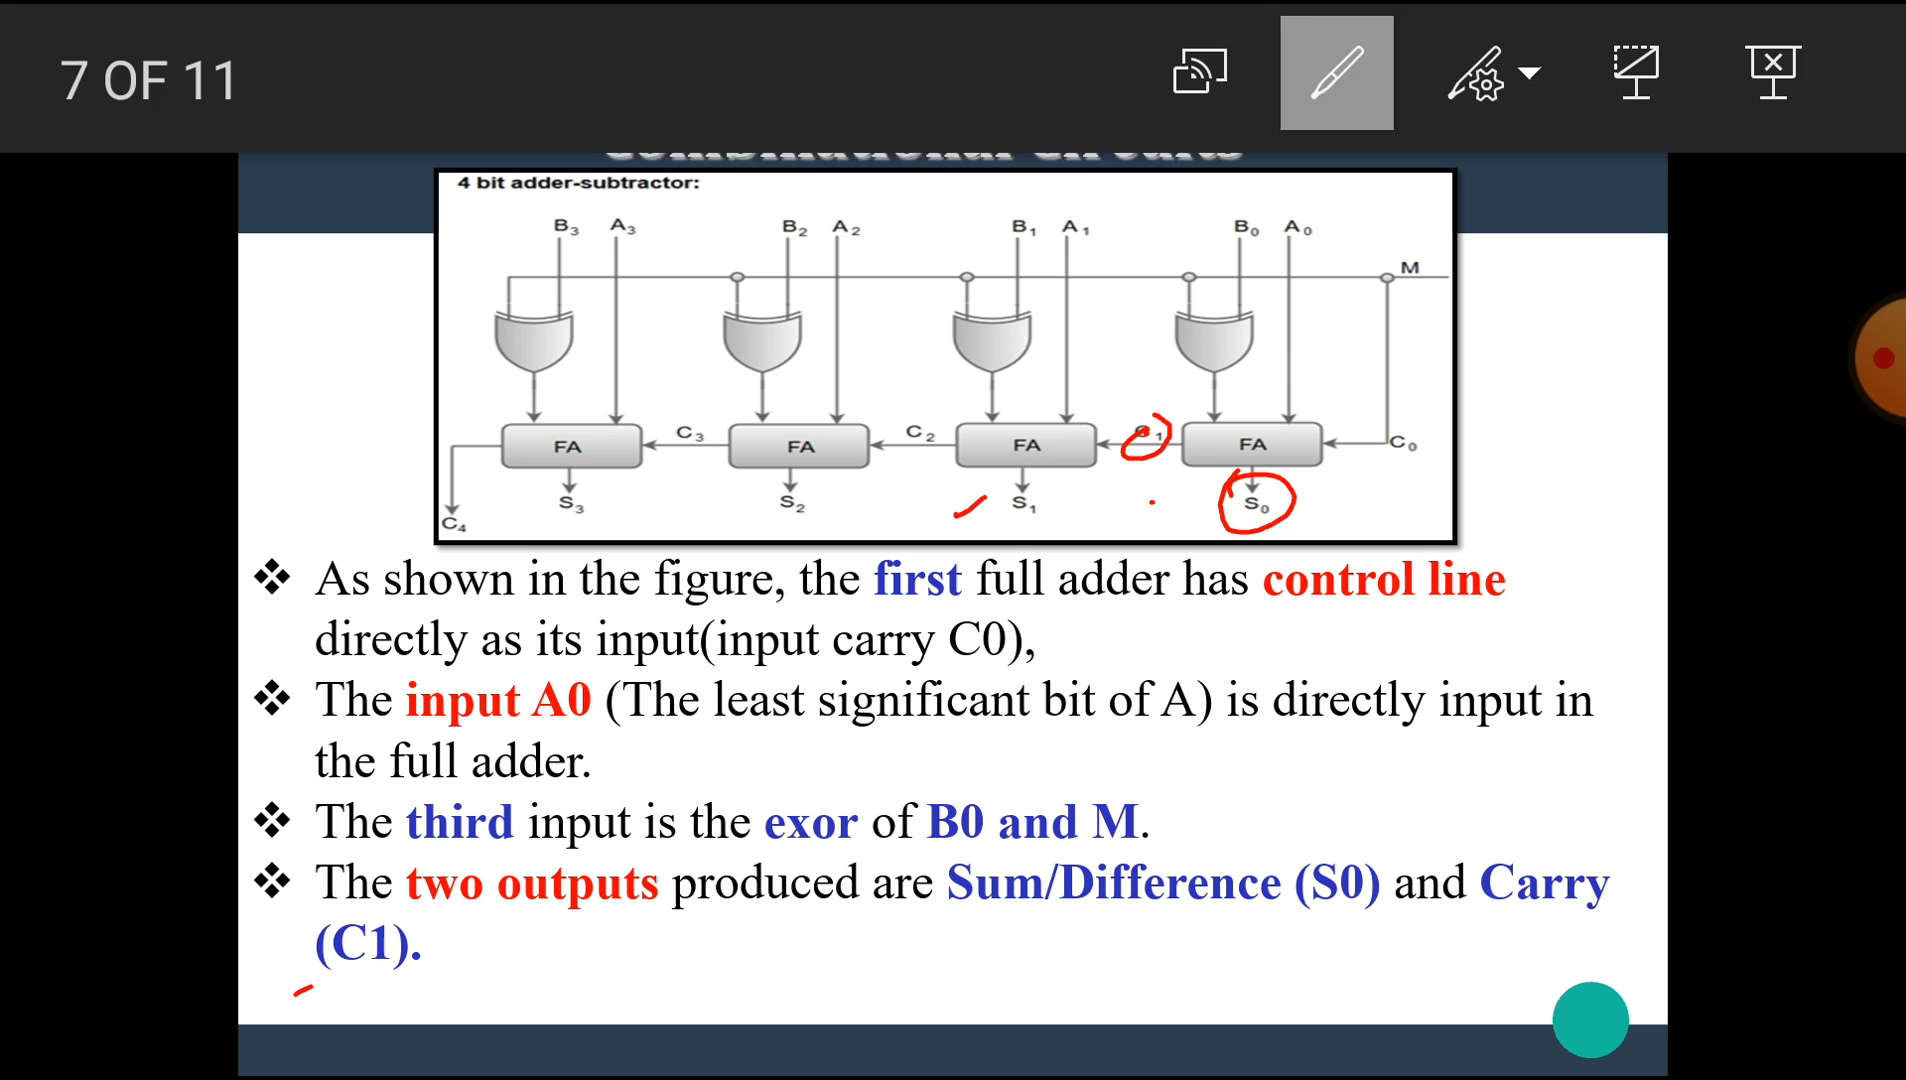 7 OF 11
Combinational Circuits
4 bit adder-subtractor:
B3 A3 B2 A2 B1 A1 B0 A0
M
FA C3 FA C2 FA C1 FA C0
S3 S2 S1 S0
C4
❖ As shown in the figure, the first full adder has control line
directly as its input(input carry C0),
❖ The input A0 (The least significant bit of A) is directly input in
the full adder.
❖ The third input is the exor of B0 and M.
❖ The two outputs produced are Sum/Difference (S0) and Carry
(C1).